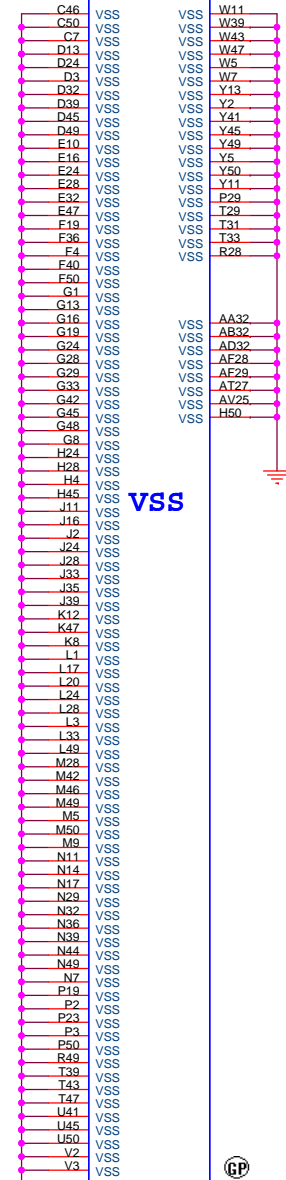 C46 VSS VSS W11
C50 VSS VSS W39
C7 VSS VSS W43
D13 VSS VSS W47
D24 VSS VSS W5
D3 VSS VSS W7
D32 VSS VSS Y13
D39 VSS VSS Y2
D45 VSS VSS Y41
D49 VSS VSS Y45
E10 VSS VSS Y49
E16 VSS VSS Y5
E24 VSS VSS Y50
E28 VSS VSS Y11
E32 VSS VSS P29
E47 VSS VSS T29
F19 VSS VSS T31
F36 VSS VSS T33
F4 VSS VSS R28
F40 VSS
F50 VSS
G1 VSS
G13 VSS
G16 VSS VSS AA32
G19 VSS VSS AB32
G24 VSS VSS AD32
G28 VSS VSS AF28
G29 VSS VSS AF29
G33 VSS VSS AT27
G42 VSS VSS AV25
G45 VSS VSS H50
G48 VSS
G8 VSS
H24 VSS
H28 VSS
H4 VSS
H45 VSS
VSS
J11 VSS
J16 VSS
J2 VSS
J24 VSS
J28 VSS
J33 VSS
J35 VSS
J39 VSS
K12 VSS
K47 VSS
K8 VSS
L1 VSS
L17 VSS
L20 VSS
L24 VSS
L28 VSS
L3 VSS
L33 VSS
L49 VSS
M28 VSS
M42 VSS
M46 VSS
M49 VSS
M5 VSS
M50 VSS
M9 VSS
N11 VSS
N14 VSS
N17 VSS
N29 VSS
N32 VSS
N36 VSS
N39 VSS
N44 VSS
N49 VSS
N7 VSS
P19 VSS
P2 VSS
P23 VSS
P3 VSS
P50 VSS
R49 VSS
T39 VSS
T43 VSS
T47 VSS
U41 VSS
U45 VSS
U50 VSS
V2 VSS
V3 VSS
GP